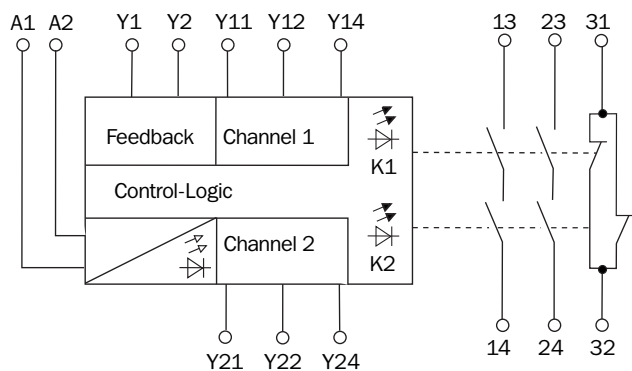 A1 A2 Y1 Y2 Y11 Y12 Y14 13 23 31
Feedback Channel 1
K1
Control-Logic
Channel 2
K2
14 24 32
Y21 Y22 Y24